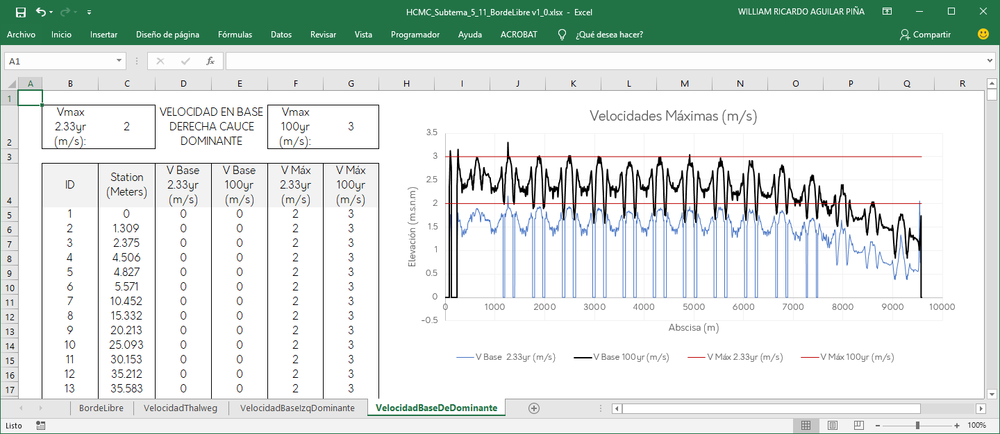 HCMC_Subtema_5_11_BordeLibre v1_0.xlsx - Excel
WILLIAM RICARDO AGUILAR PIÑA
Archivo Inicio Insertar Diseño de página Fórmulas Datos Revisar Vista Programador Ayuda ACROBAT ¿Qué desea hacer? Compartir
A1 fx
A B C D E F G H I J K L M N O P Q R
1
2
3
4
5
6
7
8
9
10
11
12
13
14
15
16
17
Vmax
2.33yr
(m/s):
2
VELOCIDAD EN BASE
DERECHA CAUCE
DOMINANTE
Vmax
100yr
(m/s):
3
ID
Station
(Meters)
V Base
2.33yr
(m/s)
V Base
100yr
(m/s)
V Máx
2.33yr
(m/s)
V Máx
100yr
(m/s)
1 0 0 0 2 3
2 1.309 0 0 2 3
3 2.375 0 0 2 3
4 4.506 0 0 2 3
5 4.827 0 0 2 3
6 5.571 0 0 2 3
7 10.452 0 0 2 3
8 15.332 0 0 2 3
9 20.213 0 0 2 3
10 25.093 0 0 2 3
11 30.153 0 0 2 3
12 35.212 0 0 2 3
13 35.583 0 0 2 3
Velocidades Máximas (m/s)
3.5
3
2.5
2
1.5
1
0.5
0
-0.5
Elevación (m.s.n.m)
0 1000 2000 3000 4000 5000 6000 7000 8000 9000 10000
Abscisa (m)
V Base 2.33yr (m/s) V Base 100yr (m/s) V Máx 2.33yr (m/s) V Máx 100yr (m/s)
BordeLibre VelocidadThalweg VelocidadBaseIzqDominante VelocidadBaseDeDominante
Listo
100%